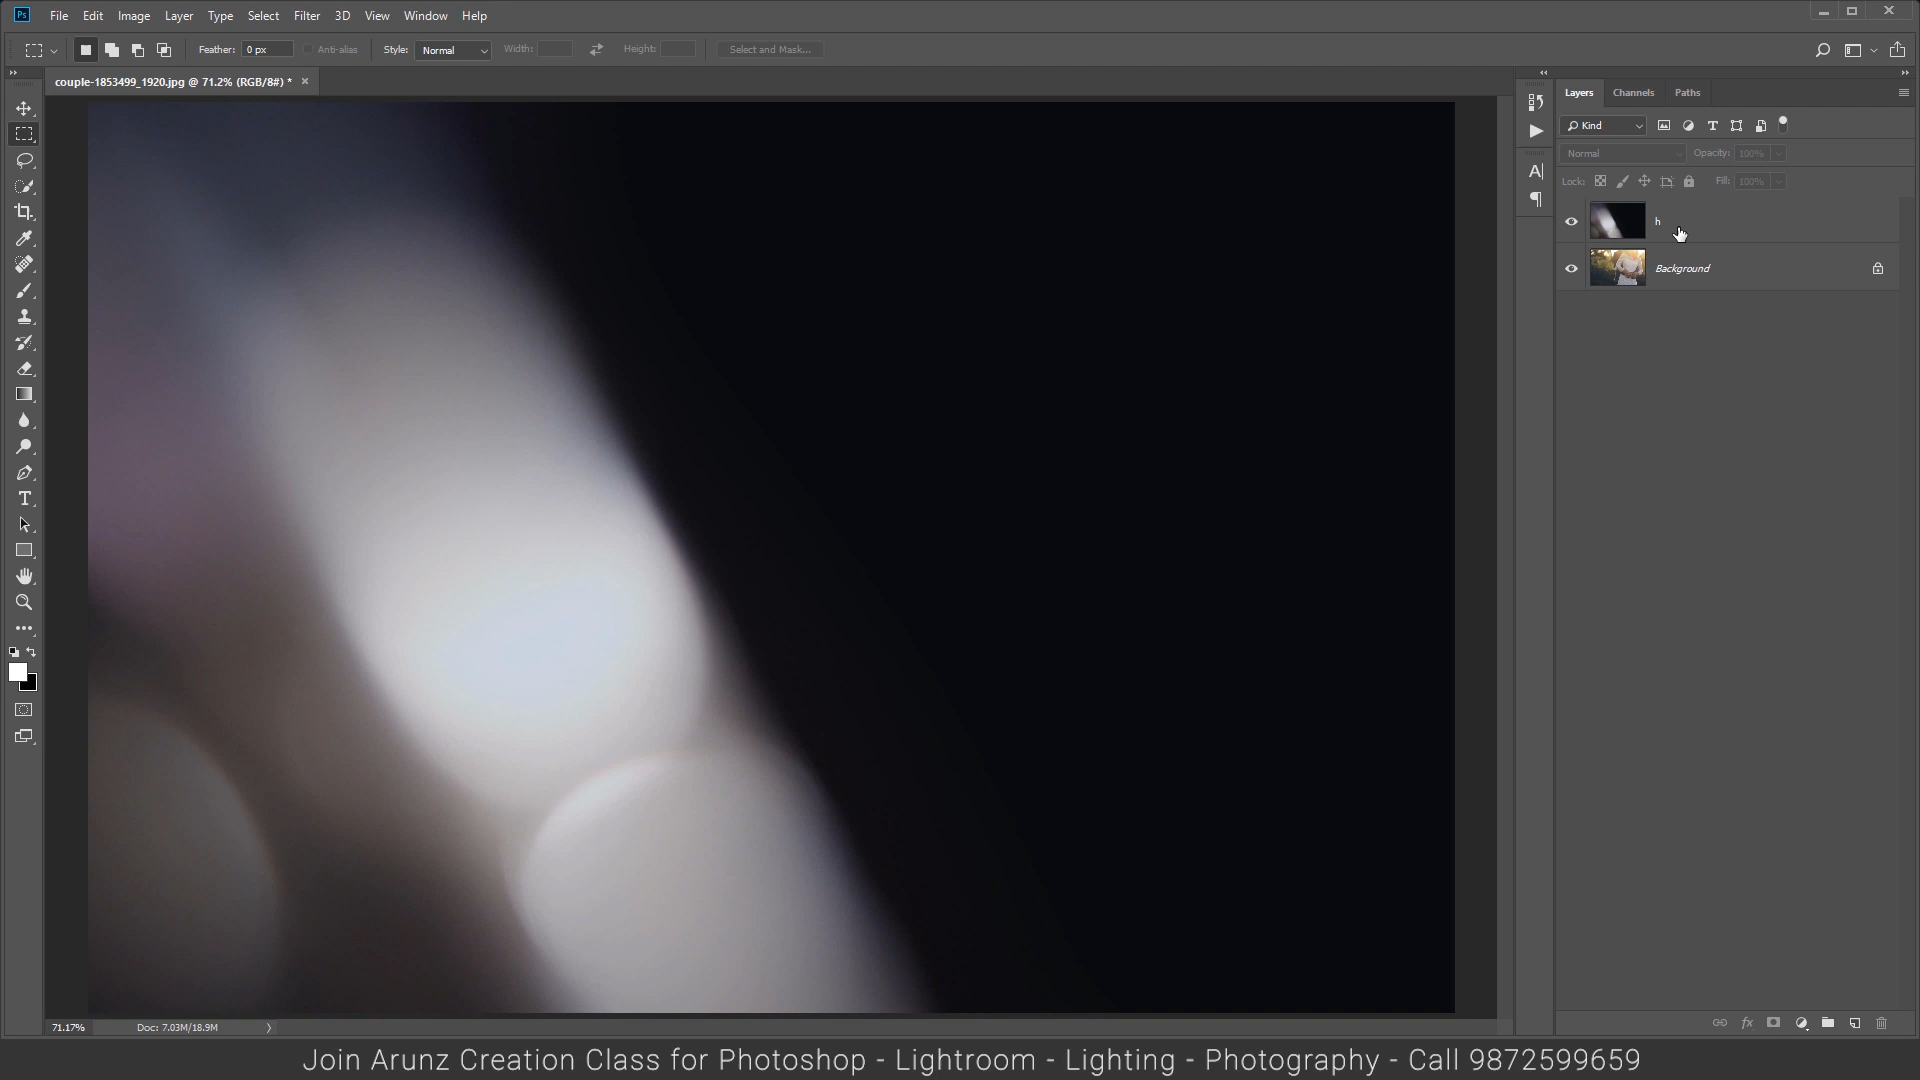 Ps File Edit Image Layer Type Select Filter 3D View Window Help
Feather: 0 px Anti-alias Style: Normal Width: Height: Select and Mask...
couple-1853499_1920.jpg @ 71.2% (RGB/8#) * ×
Layers Channels Paths
Kind
Normal Opacity: 100%
Lock: Fill: 100%
h
Background
71.17% Doc: 7.03M/18.9M
Join Arunz Creation Class for Photoshop - Lightroom - Lighting - Photography - Call 9872599659